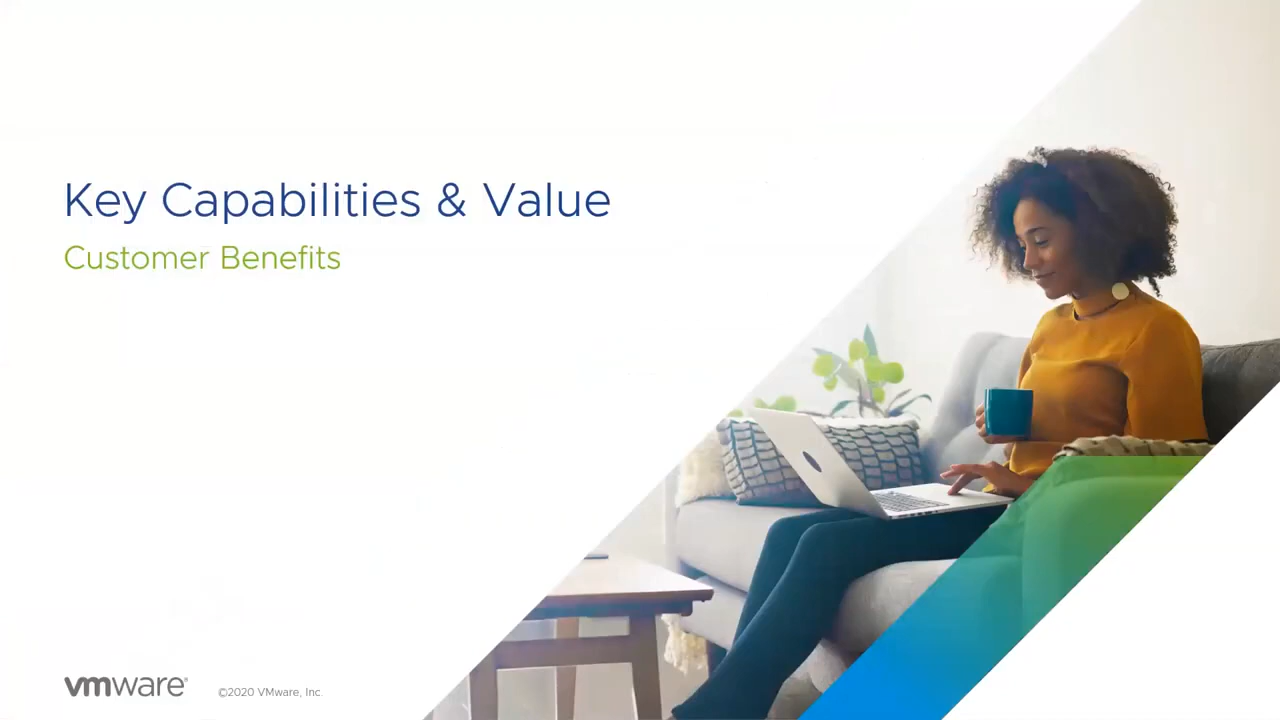 Key Capabilities & Value
Customer Benefits
vmware®
©2020 VMware, Inc.